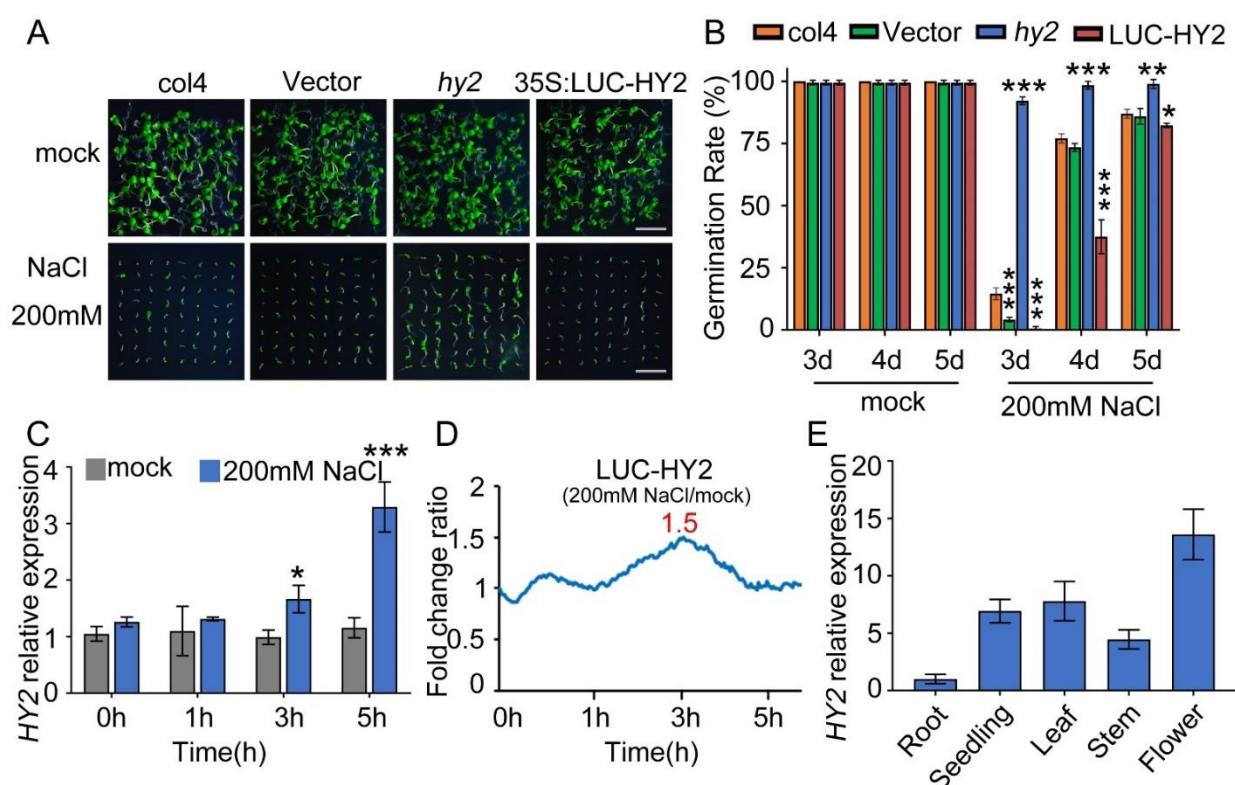 A
col4 Vector hy2 35S:LUC-HY2
mock
NaCl
200mM
B
col4 Vector hy2 LUC-HY2
Germination Rate (%)
100
75
50
25
0
*** *** **
*
***
*** ***
3d 4d 5d 3d 4d 5d
mock 200mM NaCl
C
mock 200mM NaCl
HY2 relative expression
4
3
2
1
0
* ***
0h 1h 3h 5h
Time(h)
D
LUC-HY2
(200mM NaCl/mock)
1.5
Fold change ratio
2
1.5
1
0.5
0
0h 1h 3h 5h
Time(h)
E
HY2 relative expression
20
15
10
5
0
Root Seedling Leaf Stem Flower